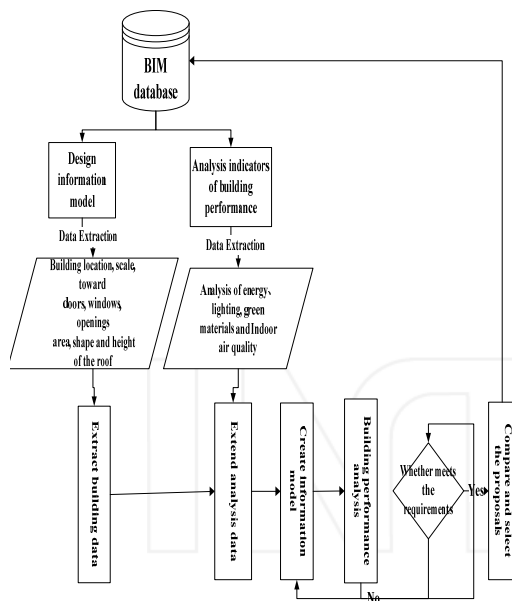 BIM
database
Design
information
model
Analysis indicators
of building
performance
Data Extraction
Data Extraction
Building location, scale,
toward
doors, windows,
openings
area, shape and height
of the roof
Analysis of energy,
lighting, green
materials and Indoor
air quality
Extract building data
Extend analysis data
Create information
model
Building performance
analysis
Whether meets
the
requirements
Yes
No
Compare and select
the proposals